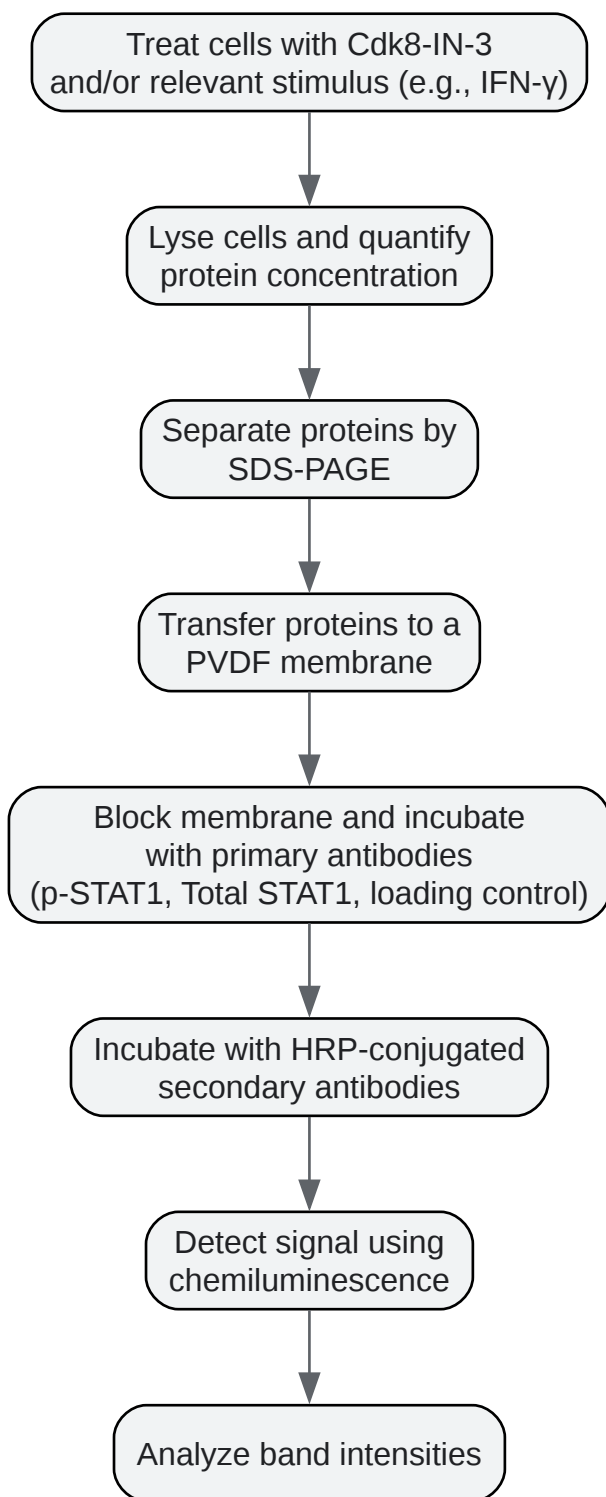 Treat cells with Cdk8-IN-3
and/or relevant stimulus (e.g., IFN-γ)
Lyse cells and quantify
protein concentration
Separate proteins by
SDS-PAGE
Transfer proteins to a
PVDF membrane
Block membrane and incubate
with primary antibodies
(p-STAT1, Total STAT1, loading control)
Incubate with HRP-conjugated
secondary antibodies
Detect signal using
chemiluminescence
Analyze band intensities